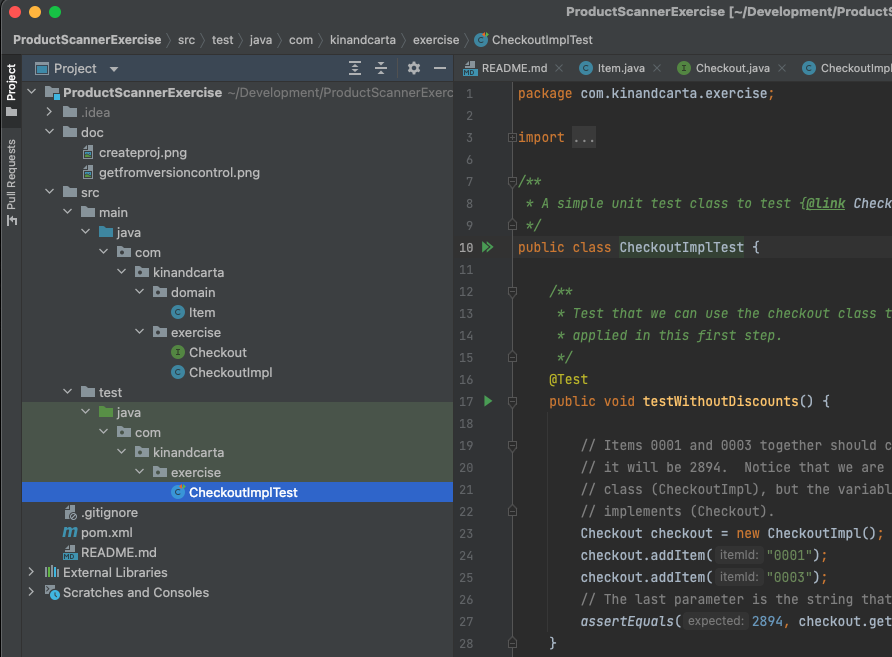 ProductScannerExercise [~/Development/ProductS
ProductScannerExercise 〉 src 〉 test 〉 java 〉 com 〉 kinandcarta 〉 exercise 〉 CheckoutImplTest
Project
Pull Requests
Project
ProductScannerExercise ~/Development/ProductScannerExerc
.idea
doc
createproj.png
getfromversioncontrol.png
src
main
java
com
kinandcarta
domain
C Item
exercise
I Checkout
C CheckoutImpl
test
java
com
kinandcarta
exercise
C CheckoutImplTest
.gitignore
m pom.xml
MD README.md
External Libraries
Scratches and Consoles
MD README.md × C Item.java × I Checkout.java × C CheckoutImpl
1 package com.kinandcarta.exercise;
2
3 import ...
6
7 /**
8 * A simple unit test class to test {@link Check
9 */
10 public class CheckoutImplTest {
11
12 /**
13 * Test that we can use the checkout class t
14 * applied in this first step.
15 */
16 @Test
17 public void testWithoutDiscounts() {
18
19 // Items 0001 and 0003 together should c
20 // it will be 2894.  Notice that we are
21 // class (CheckoutImpl), but the variabl
22 // implements (Checkout).
23 Checkout checkout = new CheckoutImpl();
24 checkout.addItem( itemId: "0001");
25 checkout.addItem( itemId: "0003");
26 // The last parameter is the string that
27 assertEquals( expected: 2894, checkout.get
28 }